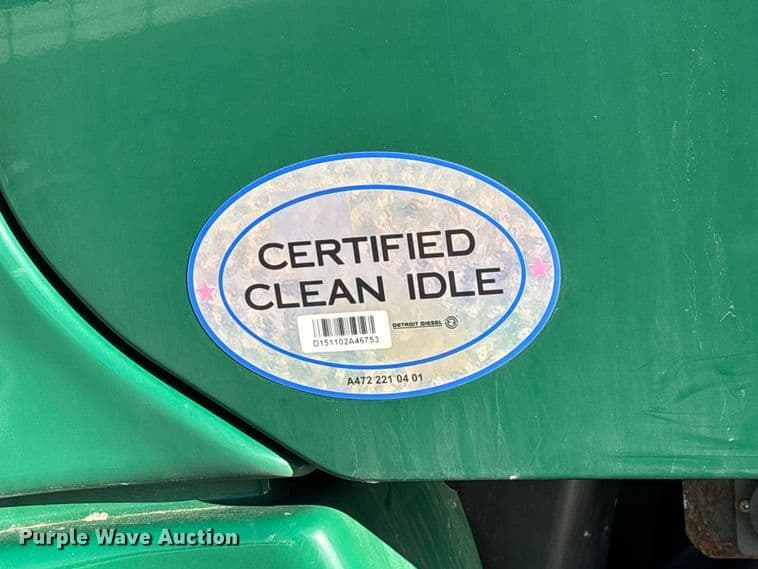 CERTIFIED
CLEAN IDLE
D151102A46753
DETROIT DIESEL
A472 221 04 01
Purple Wave Auction